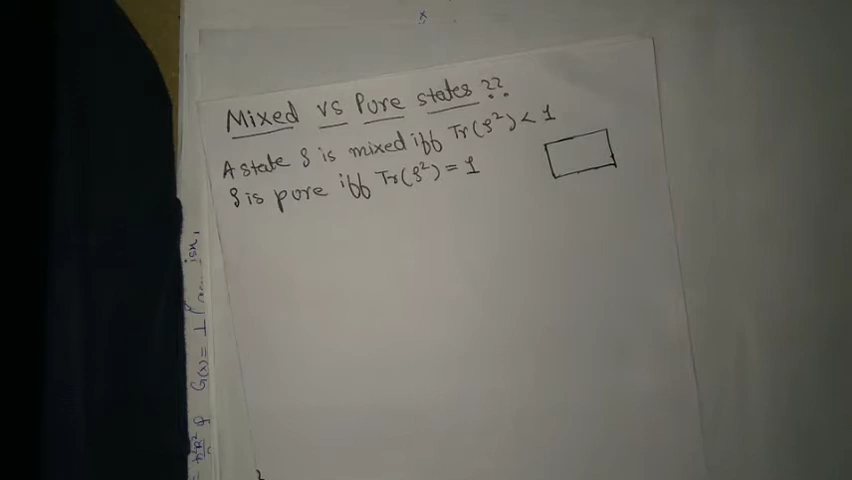 x
Mixed vs Pure states ??
A state ρ is mixed iff Tr(ρ²) < 1
ρ is pure iff Tr(ρ²) = 1
G(x) =